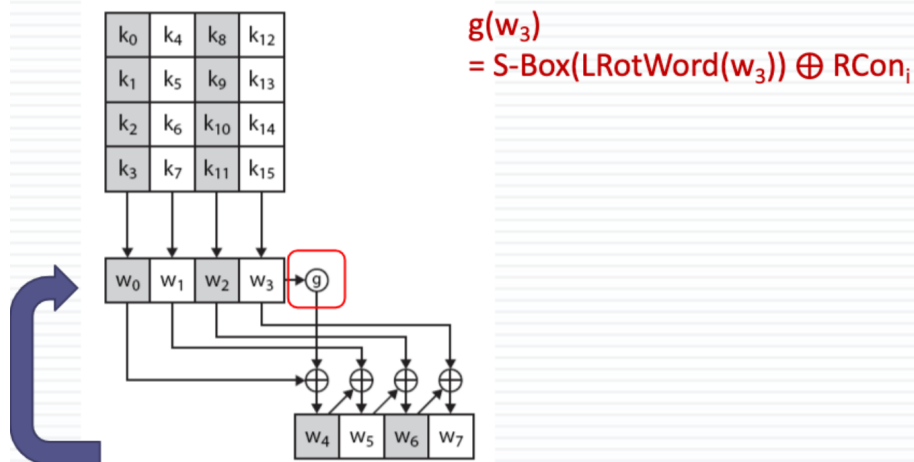 k₀ k₄ k₈ k₁₂
k₁ k₅ k₉ k₁₃
k₂ k₆ k₁₀ k₁₄
k₃ k₇ k₁₁ k₁₅
g(w₃)
= S-Box(LRotWord(w₃)) ⊕ RConᵢ
w₀ w₁ w₂ w₃ g
w₄ w₅ w₆ w₇